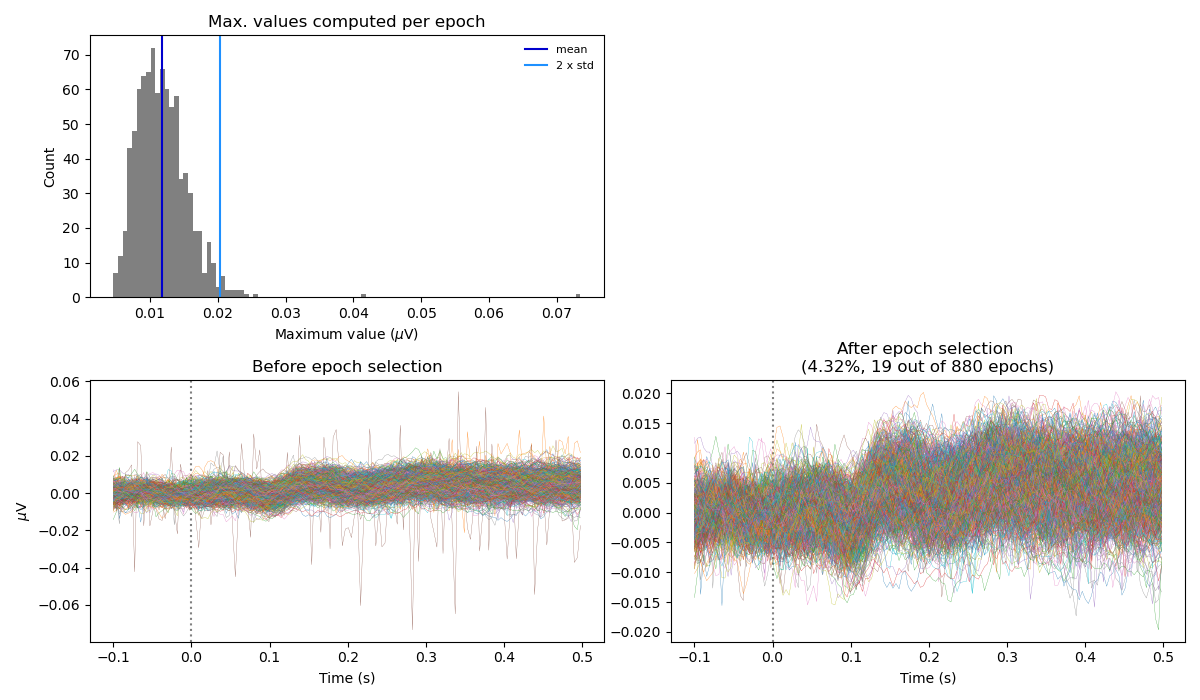 Max. values computed per epoch
70
60
50
40
30
20
10
0
Count
mean
2 x std
0.01 0.02 0.03 0.04 0.05 0.06 0.07
Maximum value (μV)
Before epoch selection
0.06
0.04
0.02
0.00
−0.02
−0.04
−0.06
μV
−0.1 0.0 0.1 0.2 0.3 0.4 0.5
Time (s)
After epoch selection
(4.32%, 19 out of 880 epochs)
0.020
0.015
0.010
0.005
0.000
−0.005
−0.010
−0.015
−0.020
−0.1 0.0 0.1 0.2 0.3 0.4 0.5
Time (s)